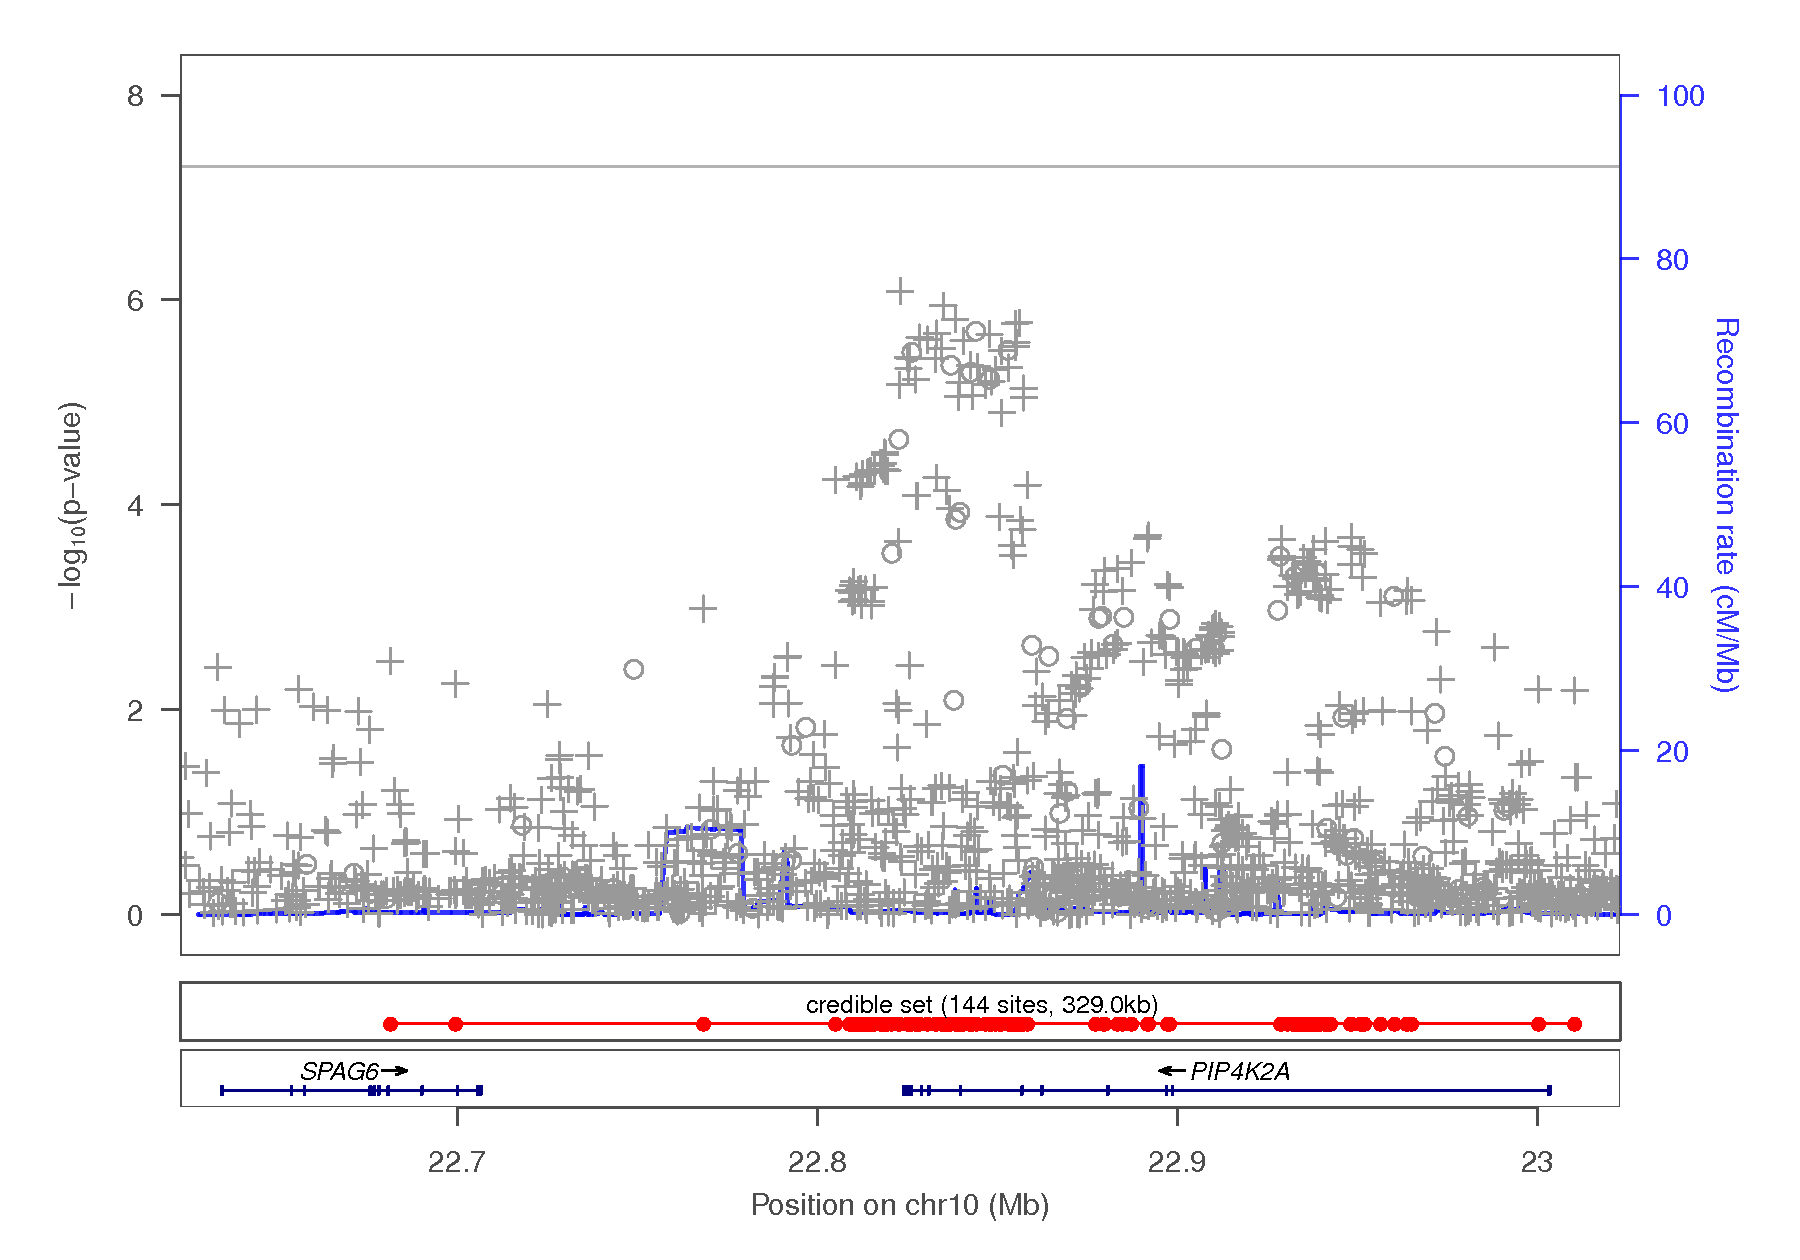 8
6
4
2
0
−log10(p−value)
100
80
60
40
20
0
Recombination rate (cM/Mb)
credible set (144 sites, 329.0kb)
SPAG6→ ←PIP4K2A
22.7 22.8 22.9 23
Position on chr10 (Mb)